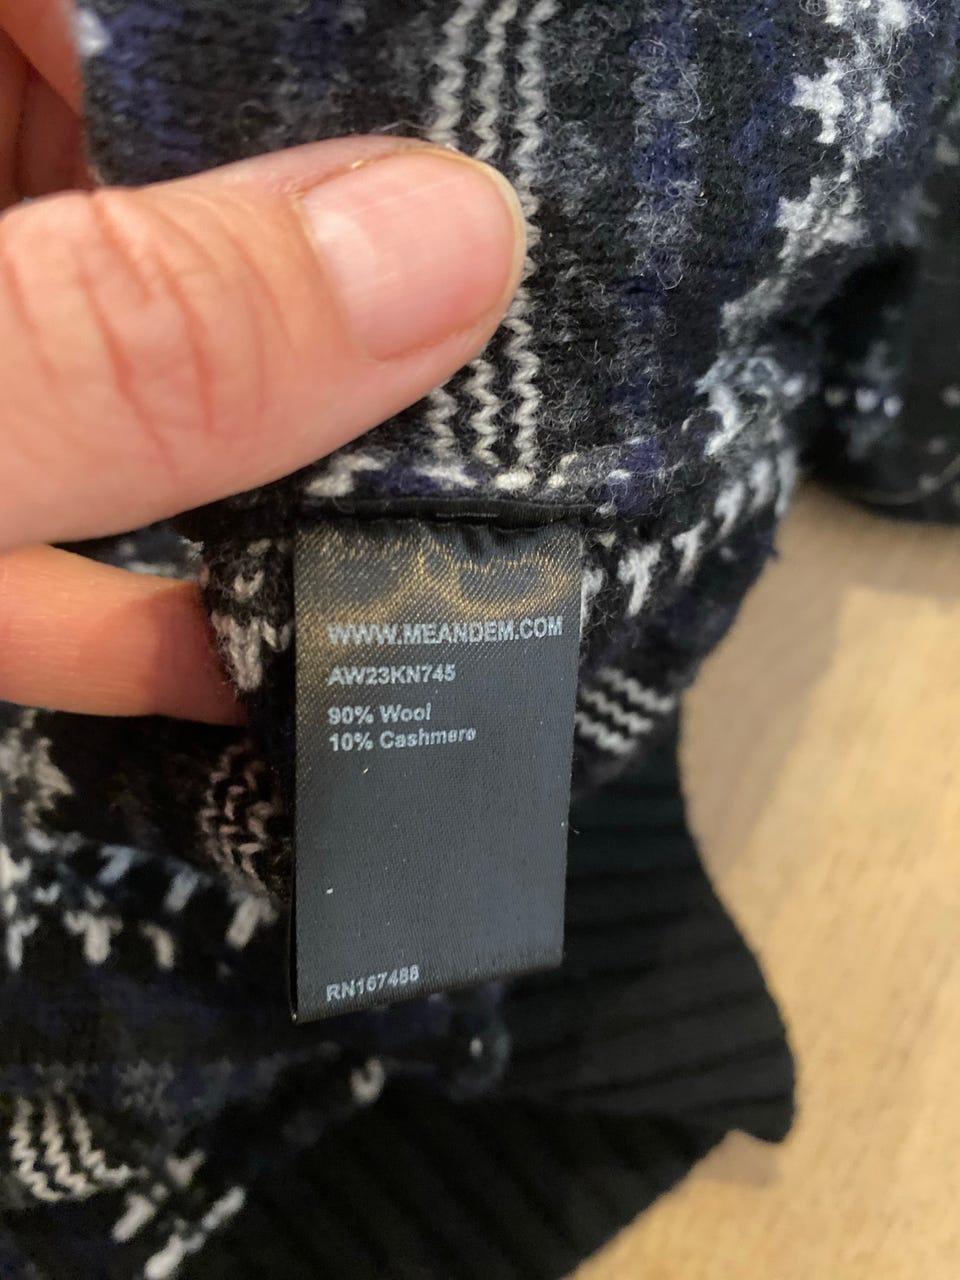 WWW.MEANDEM.COM
AW23KN745
90% Wool
10% Cashmere
RN167488